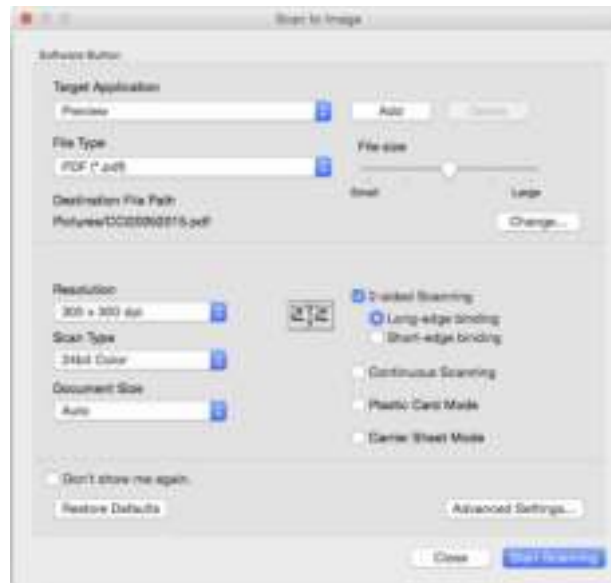 Scan to Image
Software Button
Target Application
Preview
Add
Delete
File Type
PDF (*.pdf)
File size
Small
Large
Destination File Path
Change...
Resolution
300 x 300 dpi
2-sided Scanning
Long-edge binding
Short-edge binding
Scan Type
24bit Color
Continuous Scanning
Document Size
Auto
Plastic Card Mode
Carrier Sheet Mode
Don't show me again.
Restore Defaults
Advanced Settings...
Close
Start Scanning